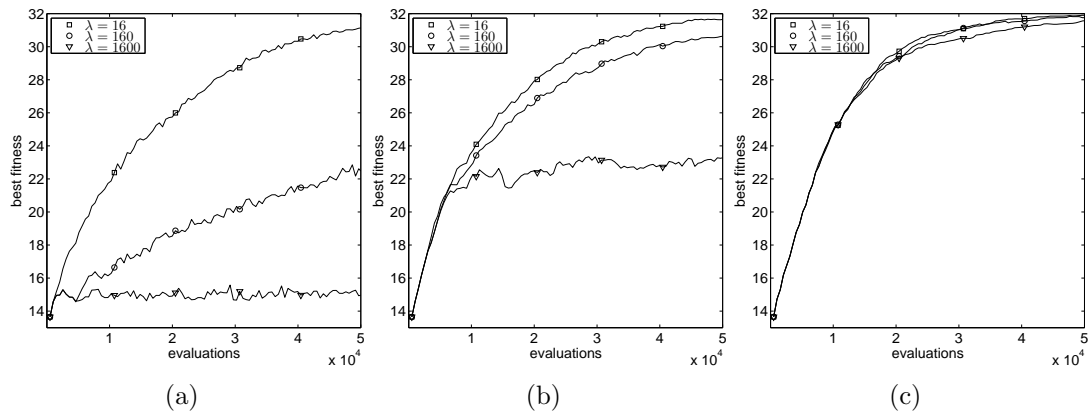 λ = 16
λ = 160
λ = 1600
32
30
28
26
24
22
20
18
16
14
best fitness
1 2 3 4 5
evaluations
x 10^4
(a)
λ = 16
λ = 160
λ = 1600
32
30
28
26
24
22
20
18
16
14
best fitness
1 2 3 4 5
evaluations
x 10^4
(b)
λ = 16
λ = 160
λ = 1600
32
30
28
26
24
22
20
18
16
14
best fitness
1 2 3 4 5
evaluations
x 10^4
(c)